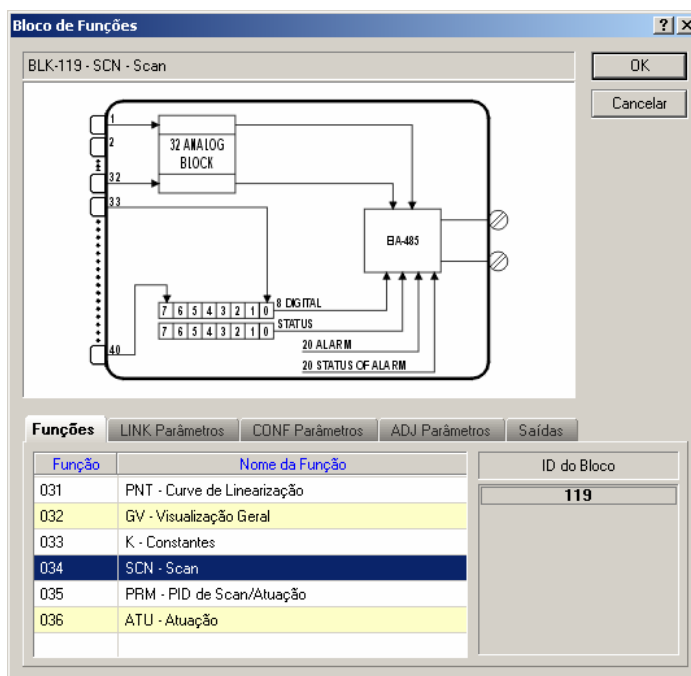 Bloco de Funções
BLK-119 - SCN - Scan
OK
Cancelar
1
2
32
33
40
32 ANALOG
BLOCK
EIA-485
7 6 5 4 3 2 1 0
8 DIGITAL
7 6 5 4 3 2 1 0
STATUS
20 ALARM
20 STATUS OF ALARM
Funções LINK Parâmetros CONF Parâmetros ADJ Parâmetros Saídas
Função Nome da Função
031 PNT - Curve de Linearização
032 GV - Visualização Geral
033 K - Constantes
034 SCN - Scan
035 PRM - PID de Scan/Atuação
036 ATU - Atuação
ID do Bloco
119